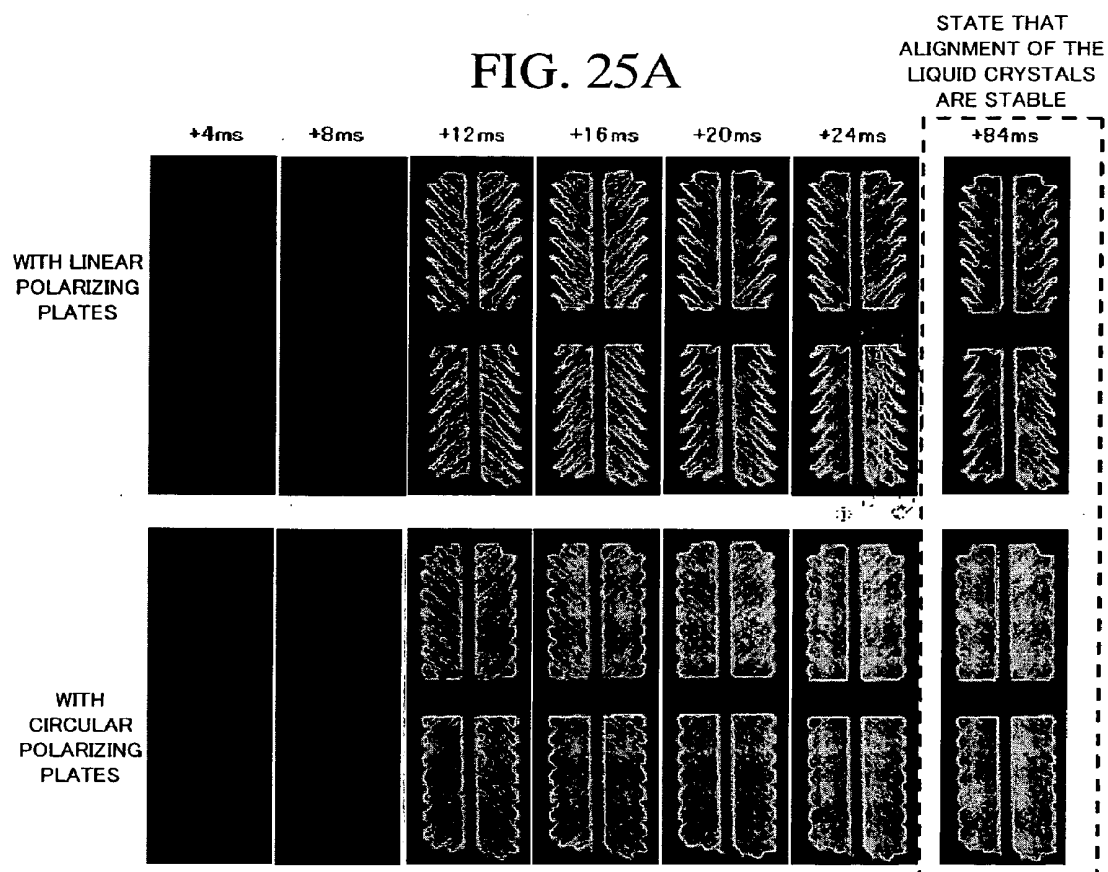 FIG. 25A
STATE THAT
ALIGNMENT OF THE
LIQUID CRYSTALS
ARE STABLE
+4ms +8ms +12ms +16ms +20ms +24ms +84ms
WITH LINEAR
POLARIZING
PLATES
WITH
CIRCULAR
POLARIZING
PLATES